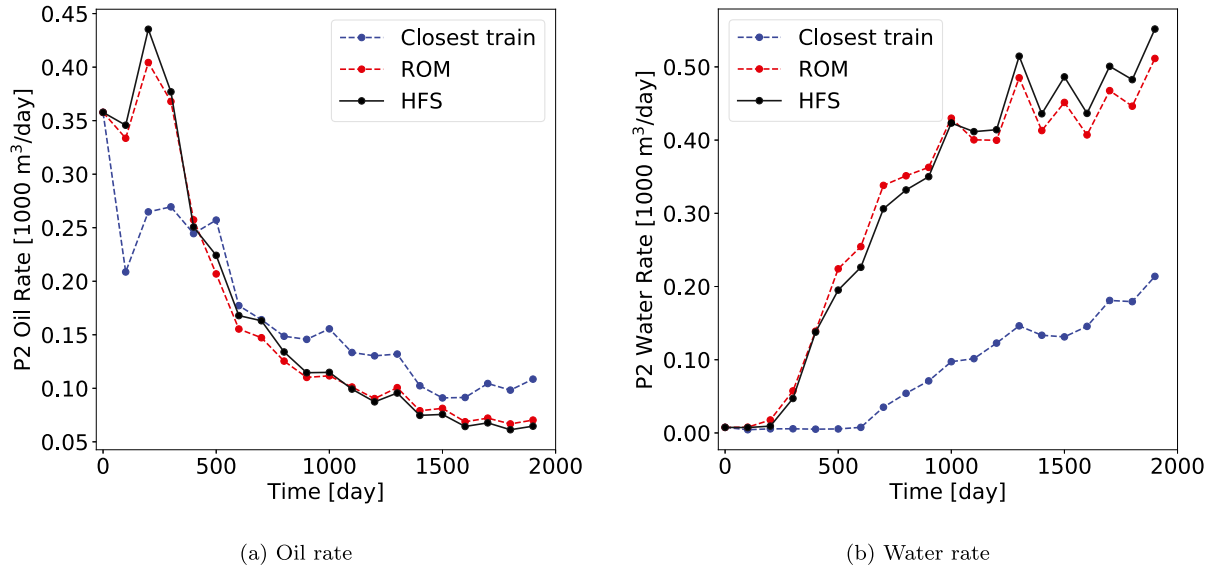 0.45
0.40
0.35
0.30
0.25
0.20
0.15
0.10
0.05
P2 Oil Rate [1000 m³/day]
Closest train
ROM
HFS
0 500 1000 1500 2000
Time [day]
(a) Oil rate
0.50
0.40
0.30
0.20
0.10
0.00
P2 Water Rate [1000 m³/day]
Closest train
ROM
HFS
0 500 1000 1500 2000
Time [day]
(b) Water rate